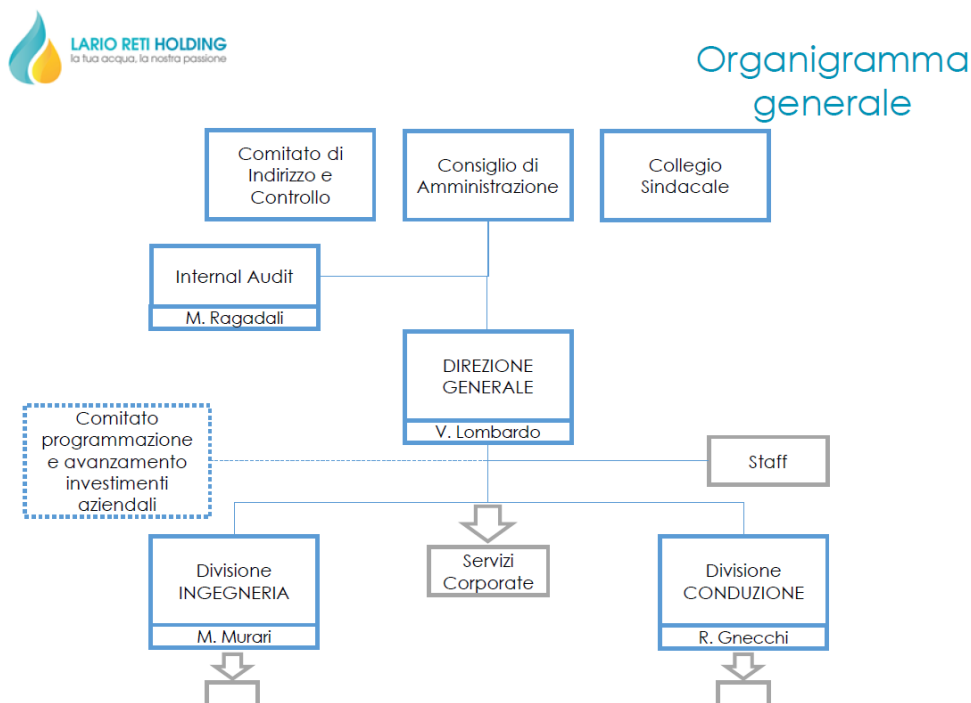 LARIO RETI HOLDING
la tua acqua, la nostra passione
Organigramma
generale
Comitato di
Indirizzo e
Controllo
Consiglio di
Amministrazione
Collegio
Sindacale
Internal Audit
M. Ragadali
DIREZIONE
GENERALE
V. Lombardo
Comitato
programmazione
e avanzamento
investimenti
aziendali
Staff
Divisione
INGEGNERIA
M. Murari
Servizi
Corporate
Divisione
CONDUZIONE
R. Gnecchi